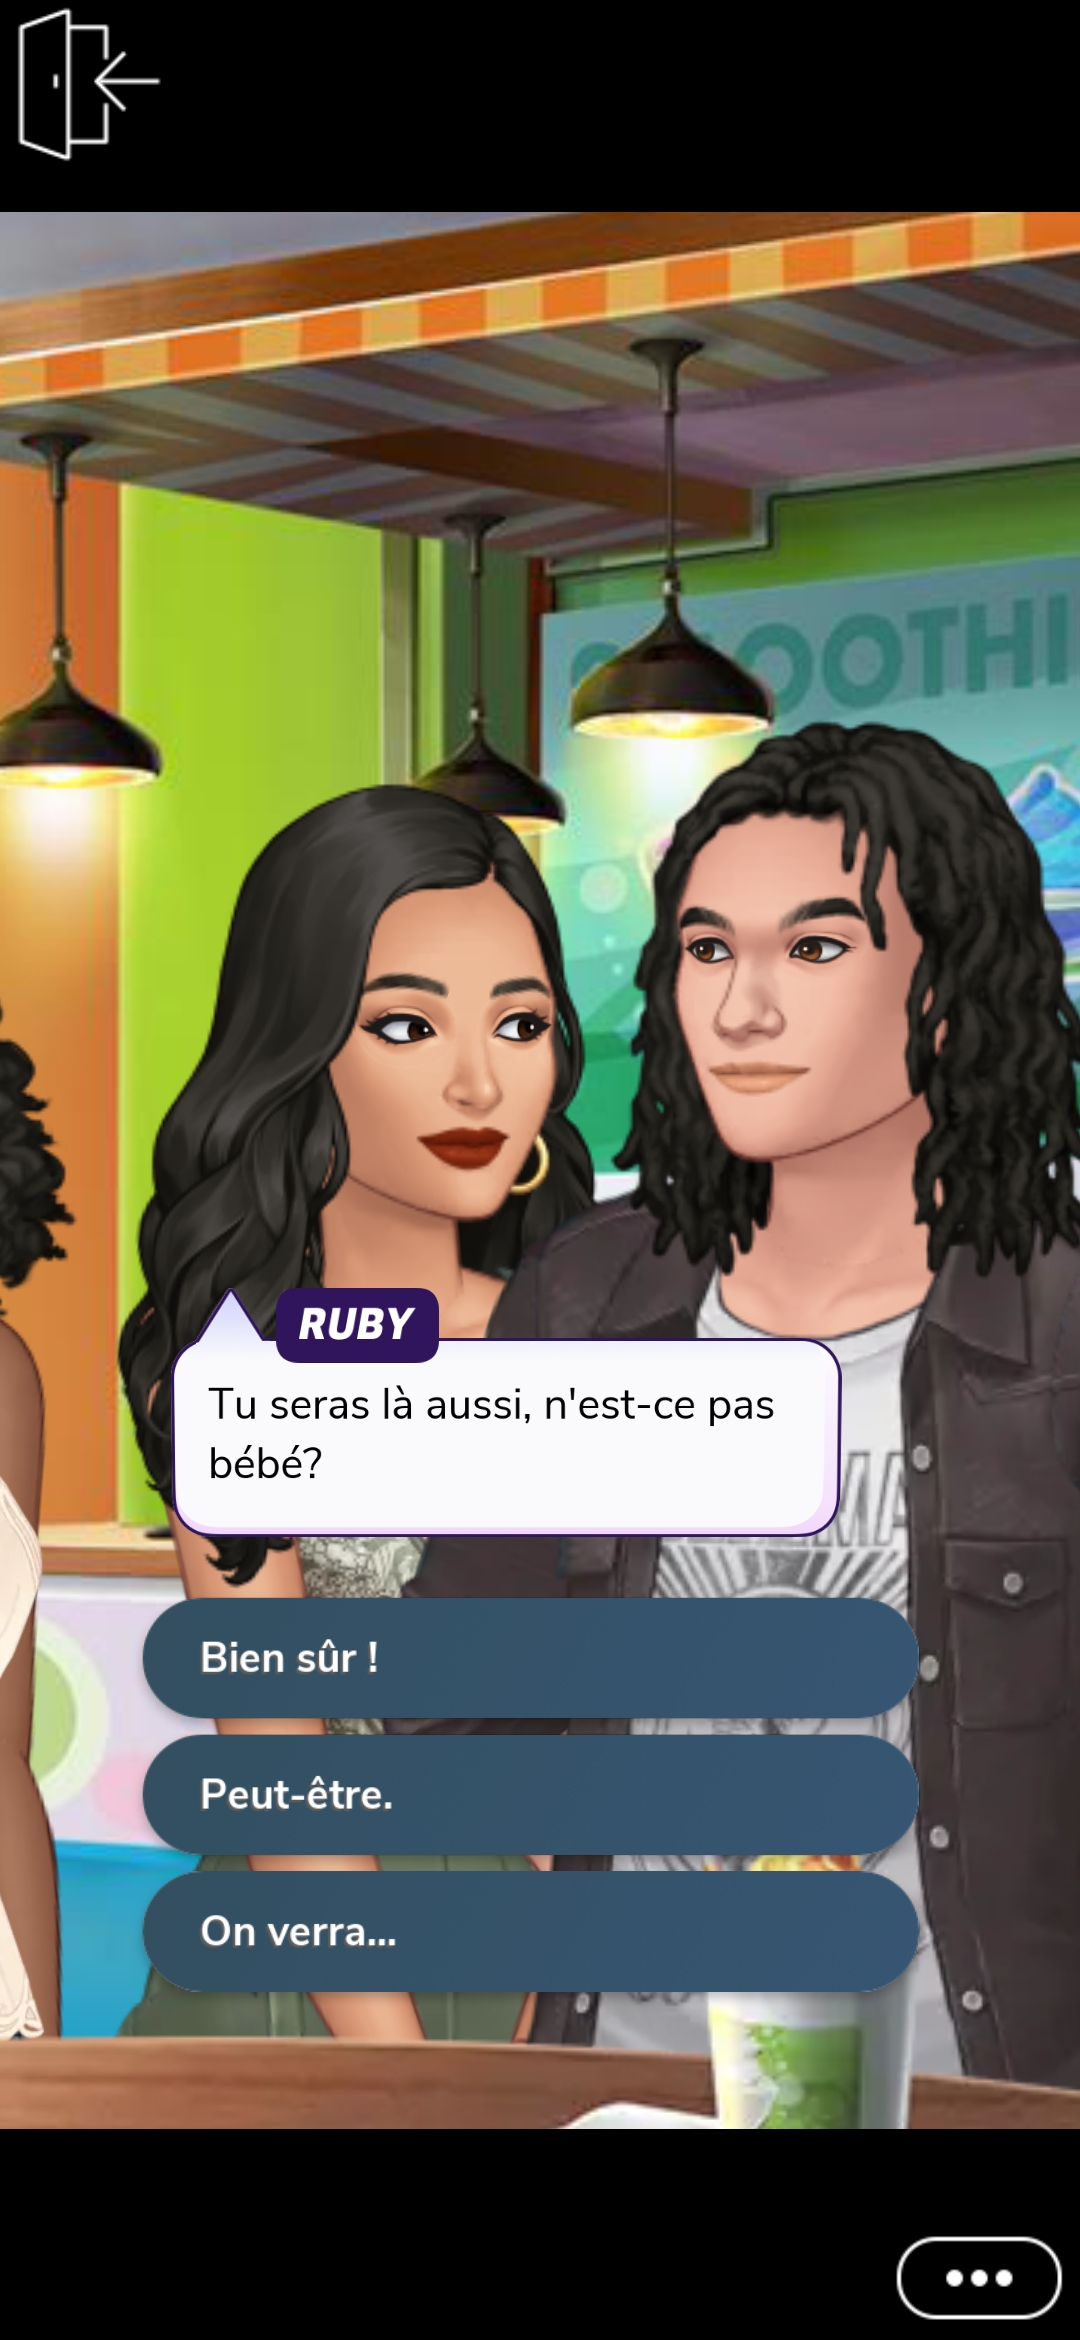 RUBY
Tu seras là aussi, n'est-ce pas
bébé?
Bien sûr !
Peut-être.
On verra...